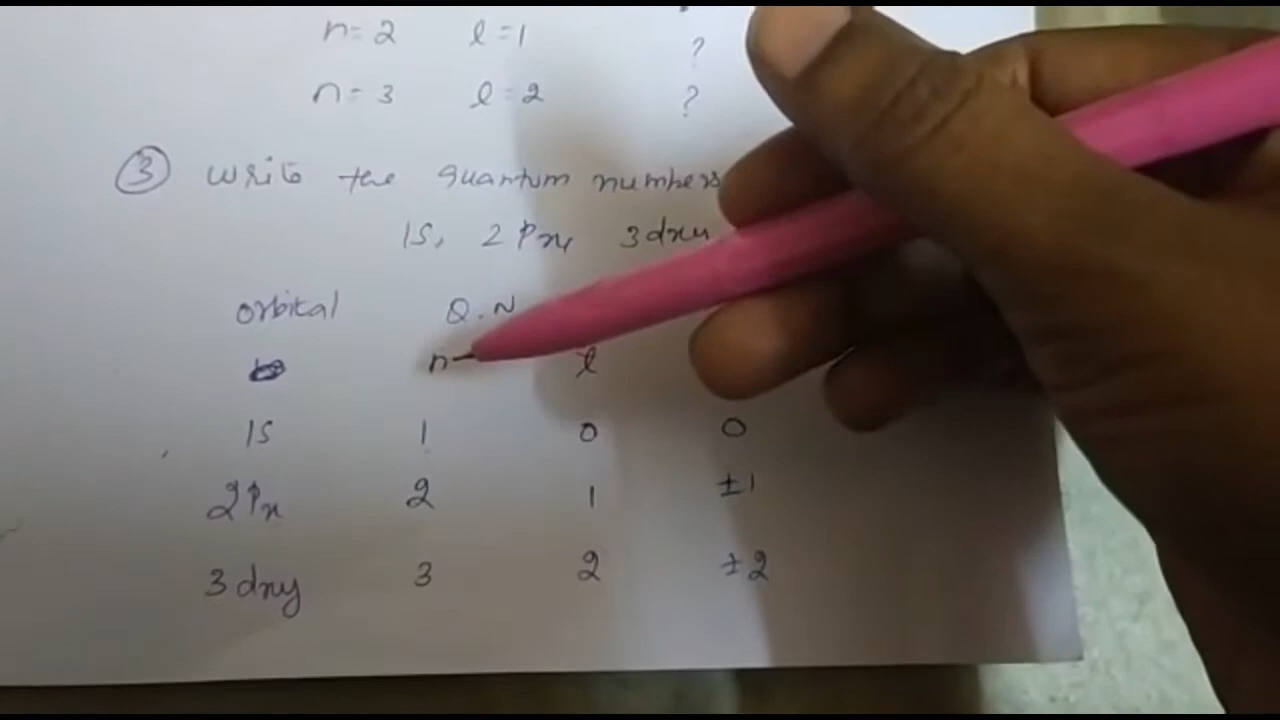 n=2 l=1 ?
n=3 l=2 ?
③ Write the quantum numbers
1S, 2Px, 3dxy
orbital Q.N
n l
1S 1 0 0
2Px 2 1 ±1
3dxy 3 2 ±2